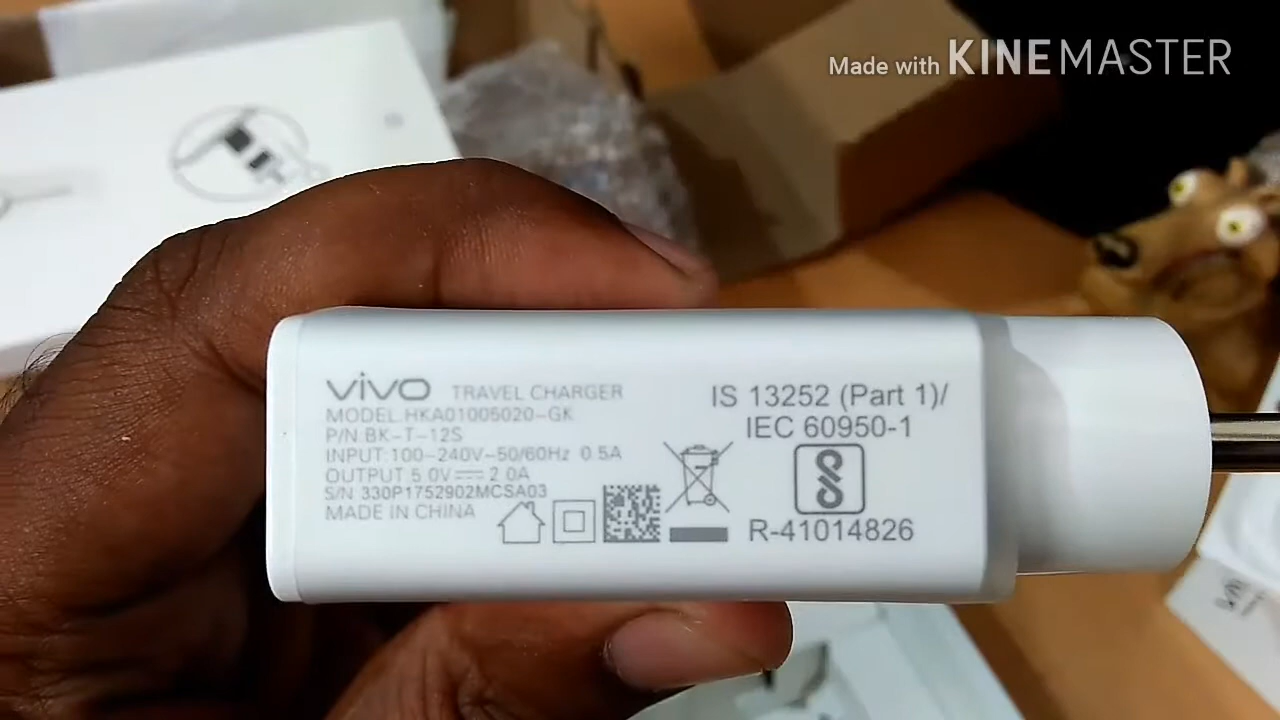 Made with KINEMASTER
vivo TRAVEL CHARGER
MODEL:HKA01005020-GK
P/N:BK-T-12S
INPUT:100-240V~50/60Hz 0.5A
OUTPUT 5.0V⎓2.0A
S/N 330P1752902MCSA03
MADE IN CHINA
IS 13252 (Part 1)/
IEC 60950-1
R-41014826